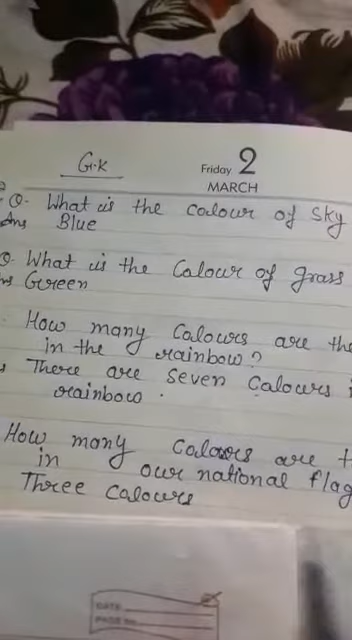 G.K
Friday 2
MARCH
Q. What is the colour of sky
Ans Blue
Q. What is the Colour of grass
Green
How many Colours are the
in the rainbow?
There are seven Colours i
rainbow.
How many Colours are t
in our national flag
Three Colours
DATE
PAGE No.